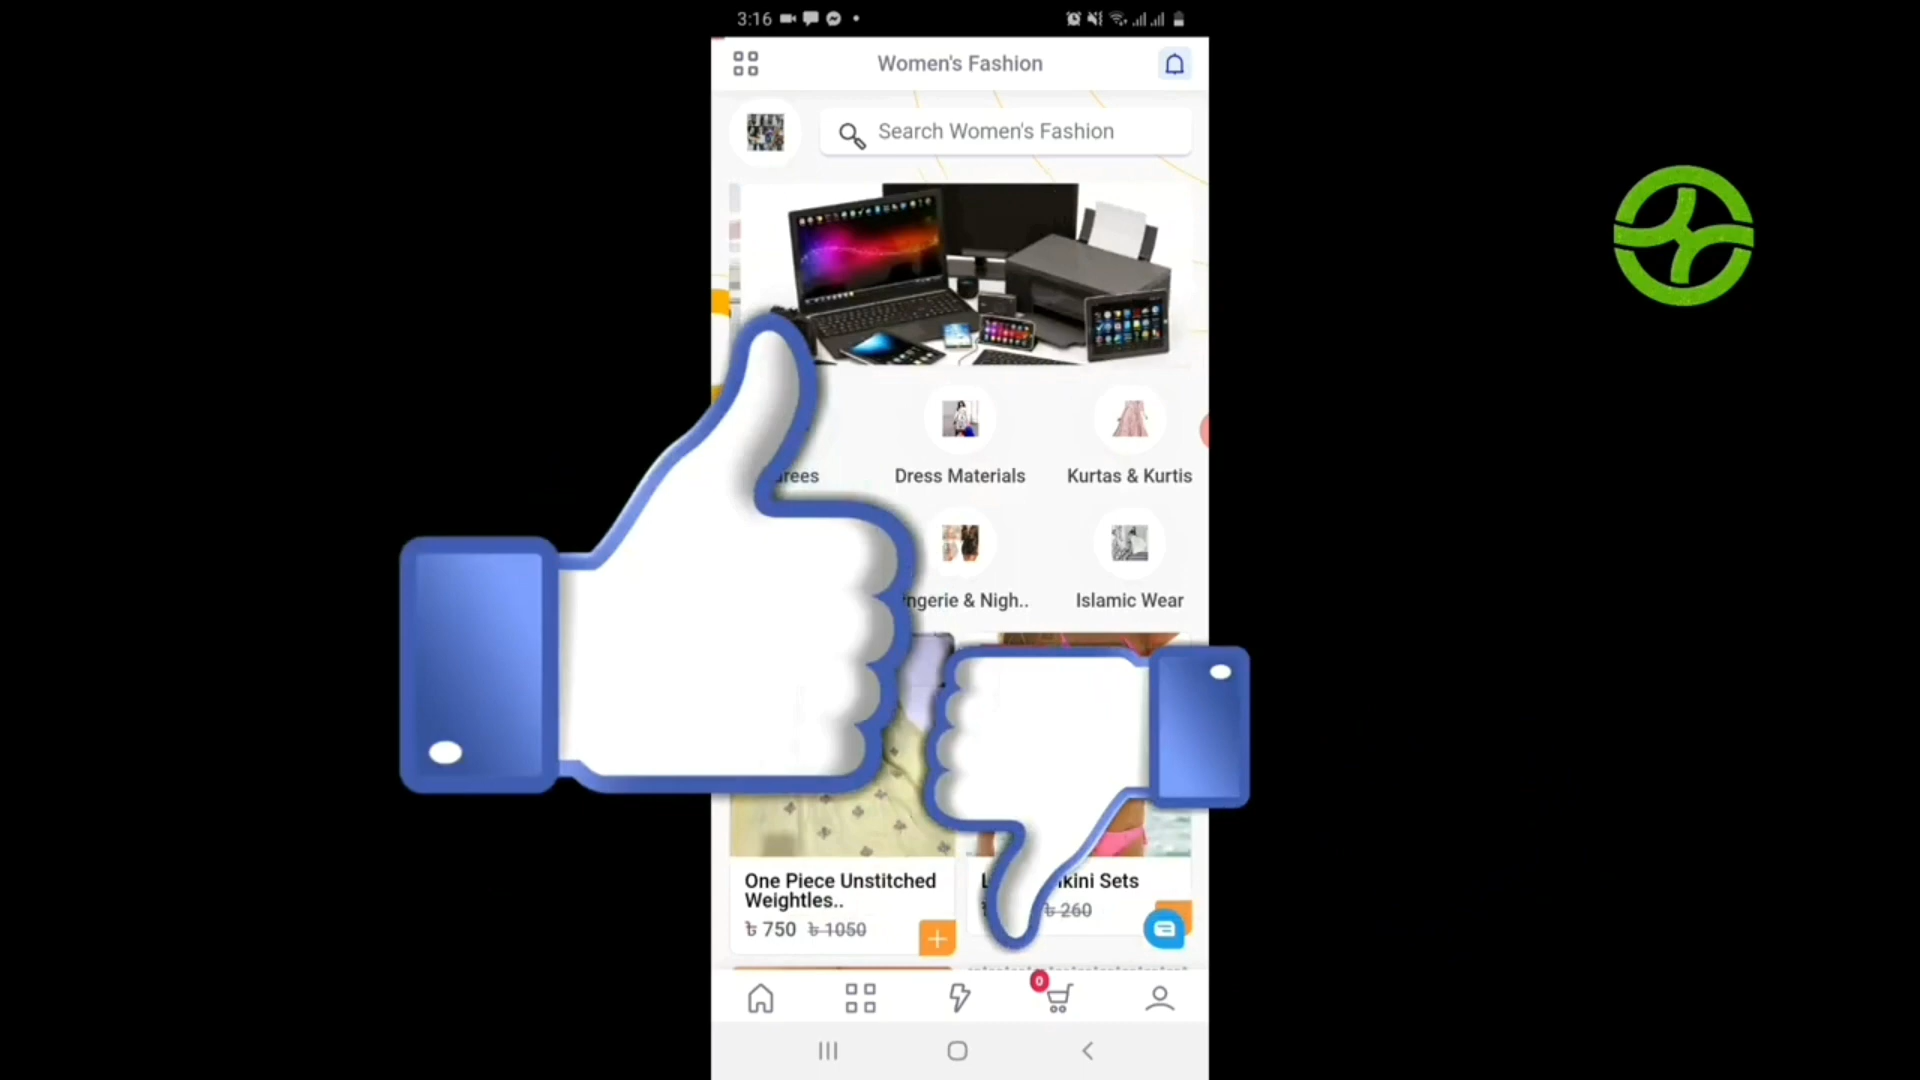 3:16
Women's Fashion
Search Women's Fashion
Dress Materials
Kurtas & Kurtis
Islamic Wear
One Piece Unstitched
Weightles..
৳ 750 ৳ 1050
Sets
৳ 260
0